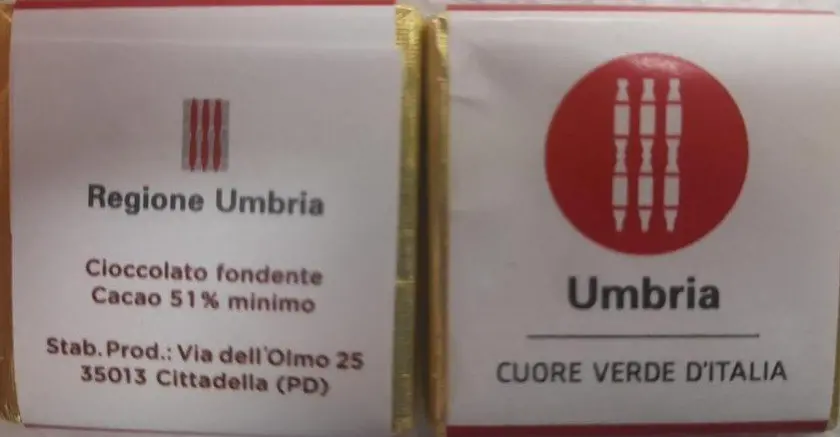 Regione Umbria
Cioccolato fondente
Cacao 51% minimo
Stab. Prod.: Via dell'Olmo 25
35013 Cittadella (PD)
Umbria
CUORE VERDE D'ITALIA